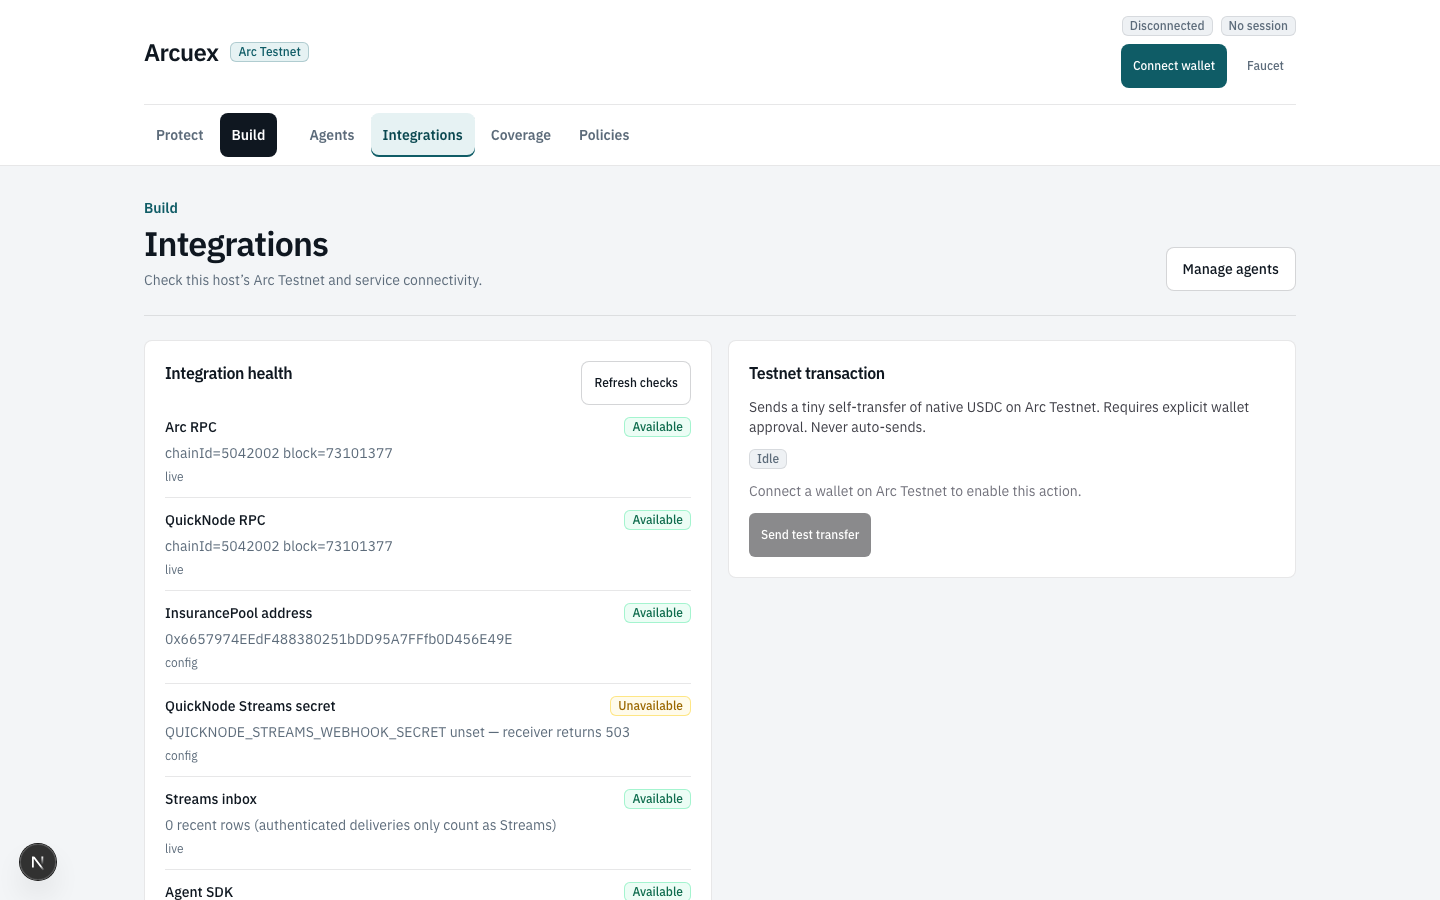 Arcuex
Arc Testnet
Disconnected
No session
Connect wallet
Faucet
Protect
Build
Agents
Integrations
Coverage
Policies
Build
Integrations
Check this host’s Arc Testnet and service connectivity.
Manage agents
Integration health
Refresh checks
Arc RPC
Available
chainId=5042002 block=73101377
live
QuickNode RPC
Available
chainId=5042002 block=73101377
live
InsurancePool address
Available
0x6657974EEdF488380251bDD95A7FFfb0D456E49E
config
QuickNode Streams secret
Unavailable
QUICKNODE_STREAMS_WEBHOOK_SECRET unset — receiver returns 503
config
Streams inbox
Available
0 recent rows (authenticated deliveries only count as Streams)
live
Agent SDK
Available
Testnet transaction
Sends a tiny self-transfer of native USDC on Arc Testnet. Requires explicit wallet
approval. Never auto-sends.
Idle
Connect a wallet on Arc Testnet to enable this action.
Send test transfer
N